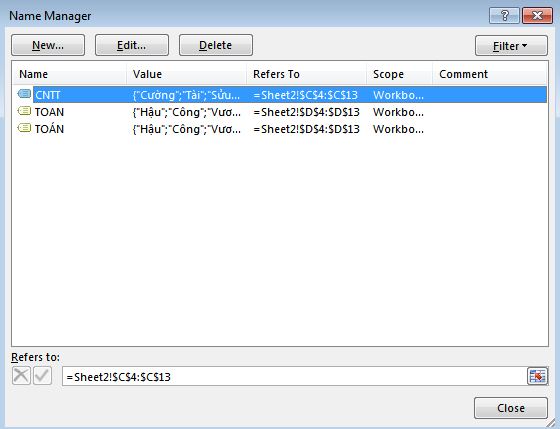 Name Manager
New... Edit... Delete Filter
Name Value Refers To Scope Comment
CNTT {"Cường";"Tài";"Sửu... =Sheet2!$C$4:$C$13 Workbo...
TOAN {"Hậu";"Công";"Vươ... =Sheet2!$D$4:$D$13 Workbo...
TOÁN {"Hậu";"Công";"Vươ... =Sheet2!$D$4:$D$13 Workbo...
Refers to:
=Sheet2!$C$4:$C$13
Close